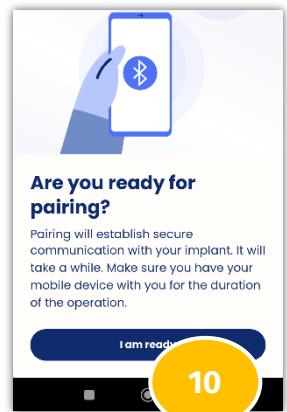 Are you ready for
pairing?
Pairing will establish secure
communication with your implant. It will
take a while. Make sure you have your
mobile device with you for the duration
of the operation.
I am ready
10